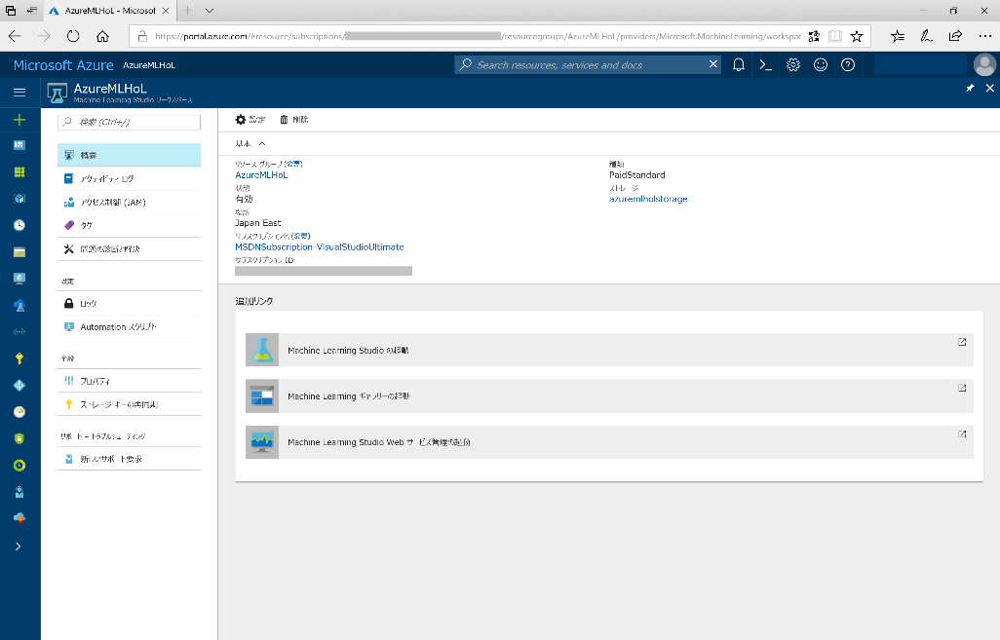 AzureMLHoL - Microsof
https://portal.azure.com/#resource/subscriptions/ /resourcegroups/AzureMLHoL/providers/Microsoft.MachineLearning/workspac
Microsoft Azure AzureMLHoL
Search resources, services and docs
AzureMLHoL
Machine Learning Studio ワークスペース
検索 (Ctrl+/)
設定 削除
基本
概要
アクティビティ ログ
アクセス制御 (IAM)
タグ
問題の診断と解決
設定
ロック
Automation スクリプト
全般
プロパティ
ストレージ キーの再同期
サポート + トラブルシューティング
新しいサポート要求
リソース グループ (変更)
AzureMLHoL
状態
有効
場所
Japan East
サブスクリプション名 (変更)
MSDNSubscription-VisualStudioUltimate
サブスクリプション ID
種類
PaidStandard
ストレージ
azuremlholstorage
追加リンク
Machine Learning Studio の起動
Machine Learning ギャラリーの起動
Machine Learning Studio Web サービス管理の起動